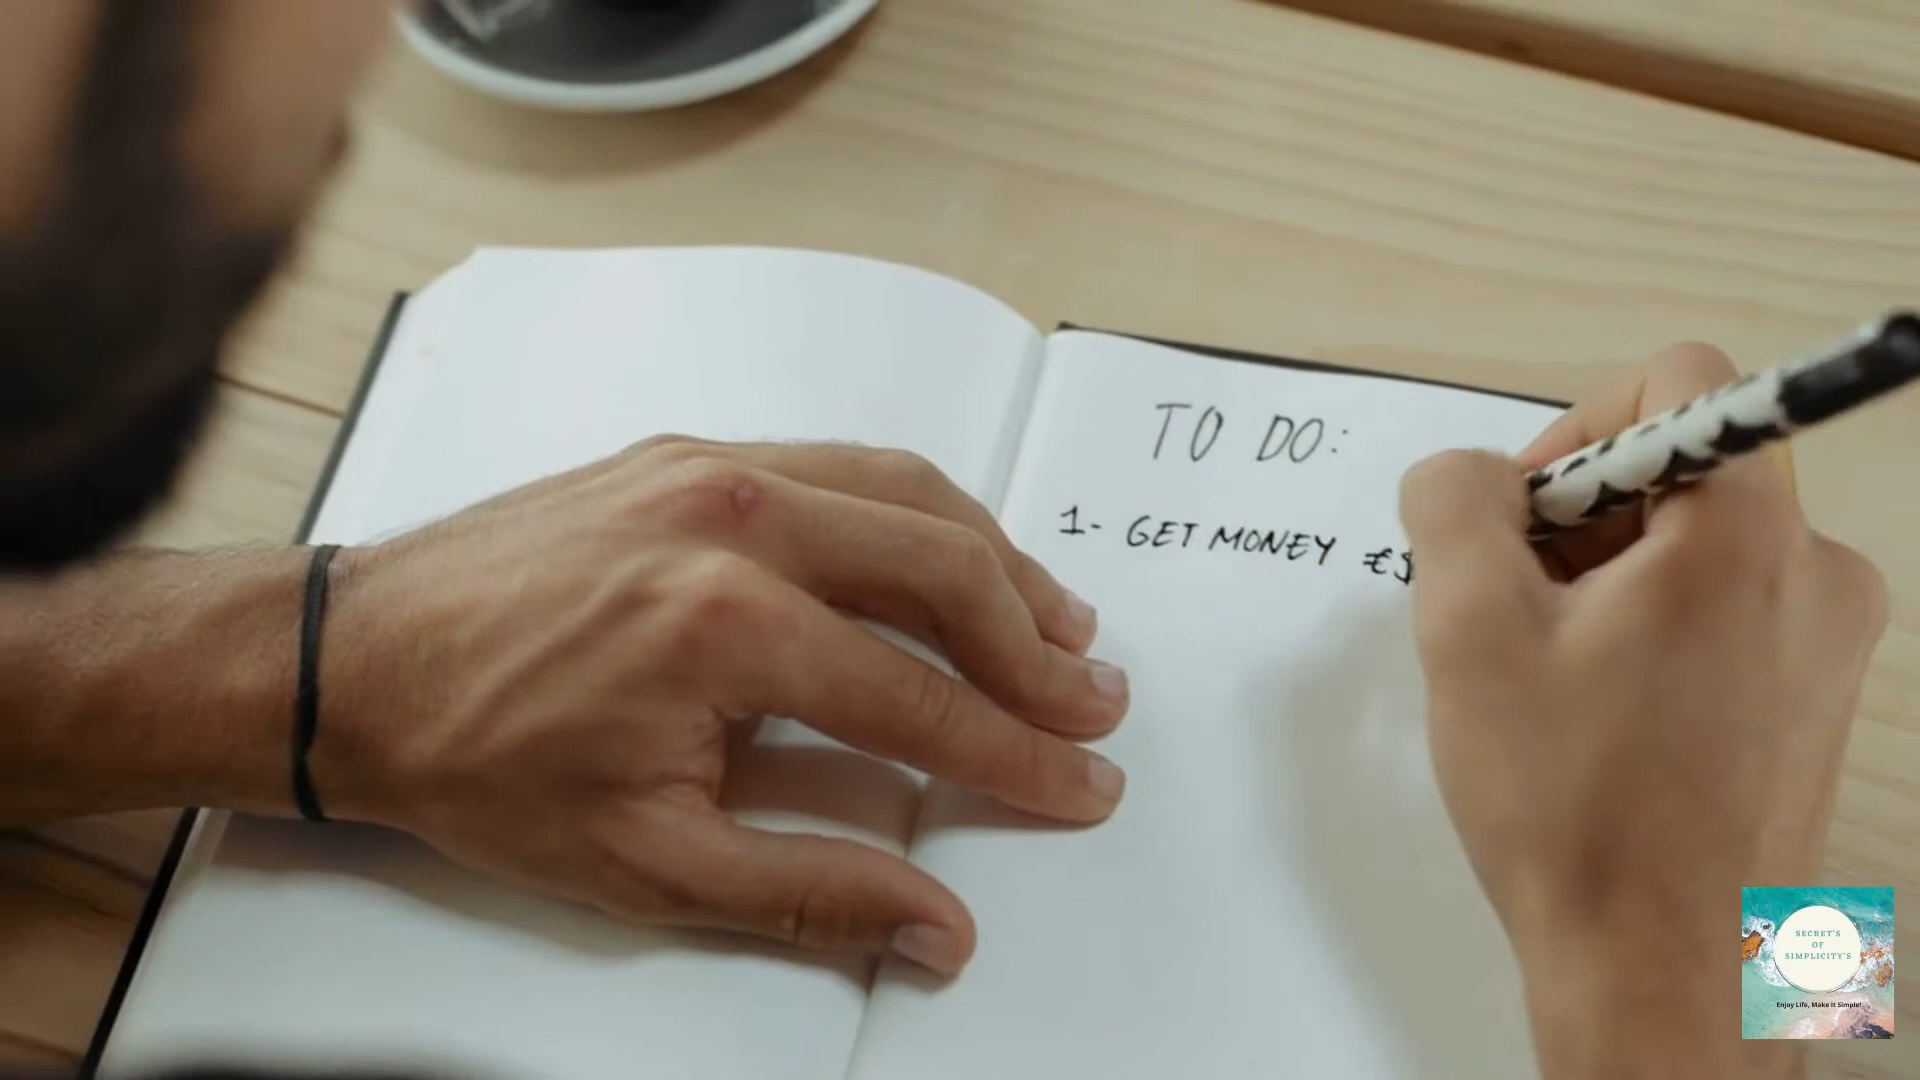 TO DO:
1- GET MONEY €$
SECRET'S
OF
SIMPLICITY'S
Enjoy Life, Make It Simple!